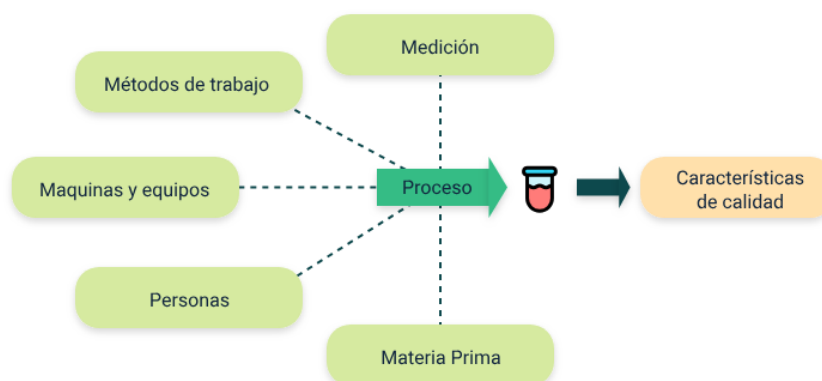 Medición
Métodos de trabajo
Maquinas y equipos
Proceso
Características
de calidad
Personas
Materia Prima